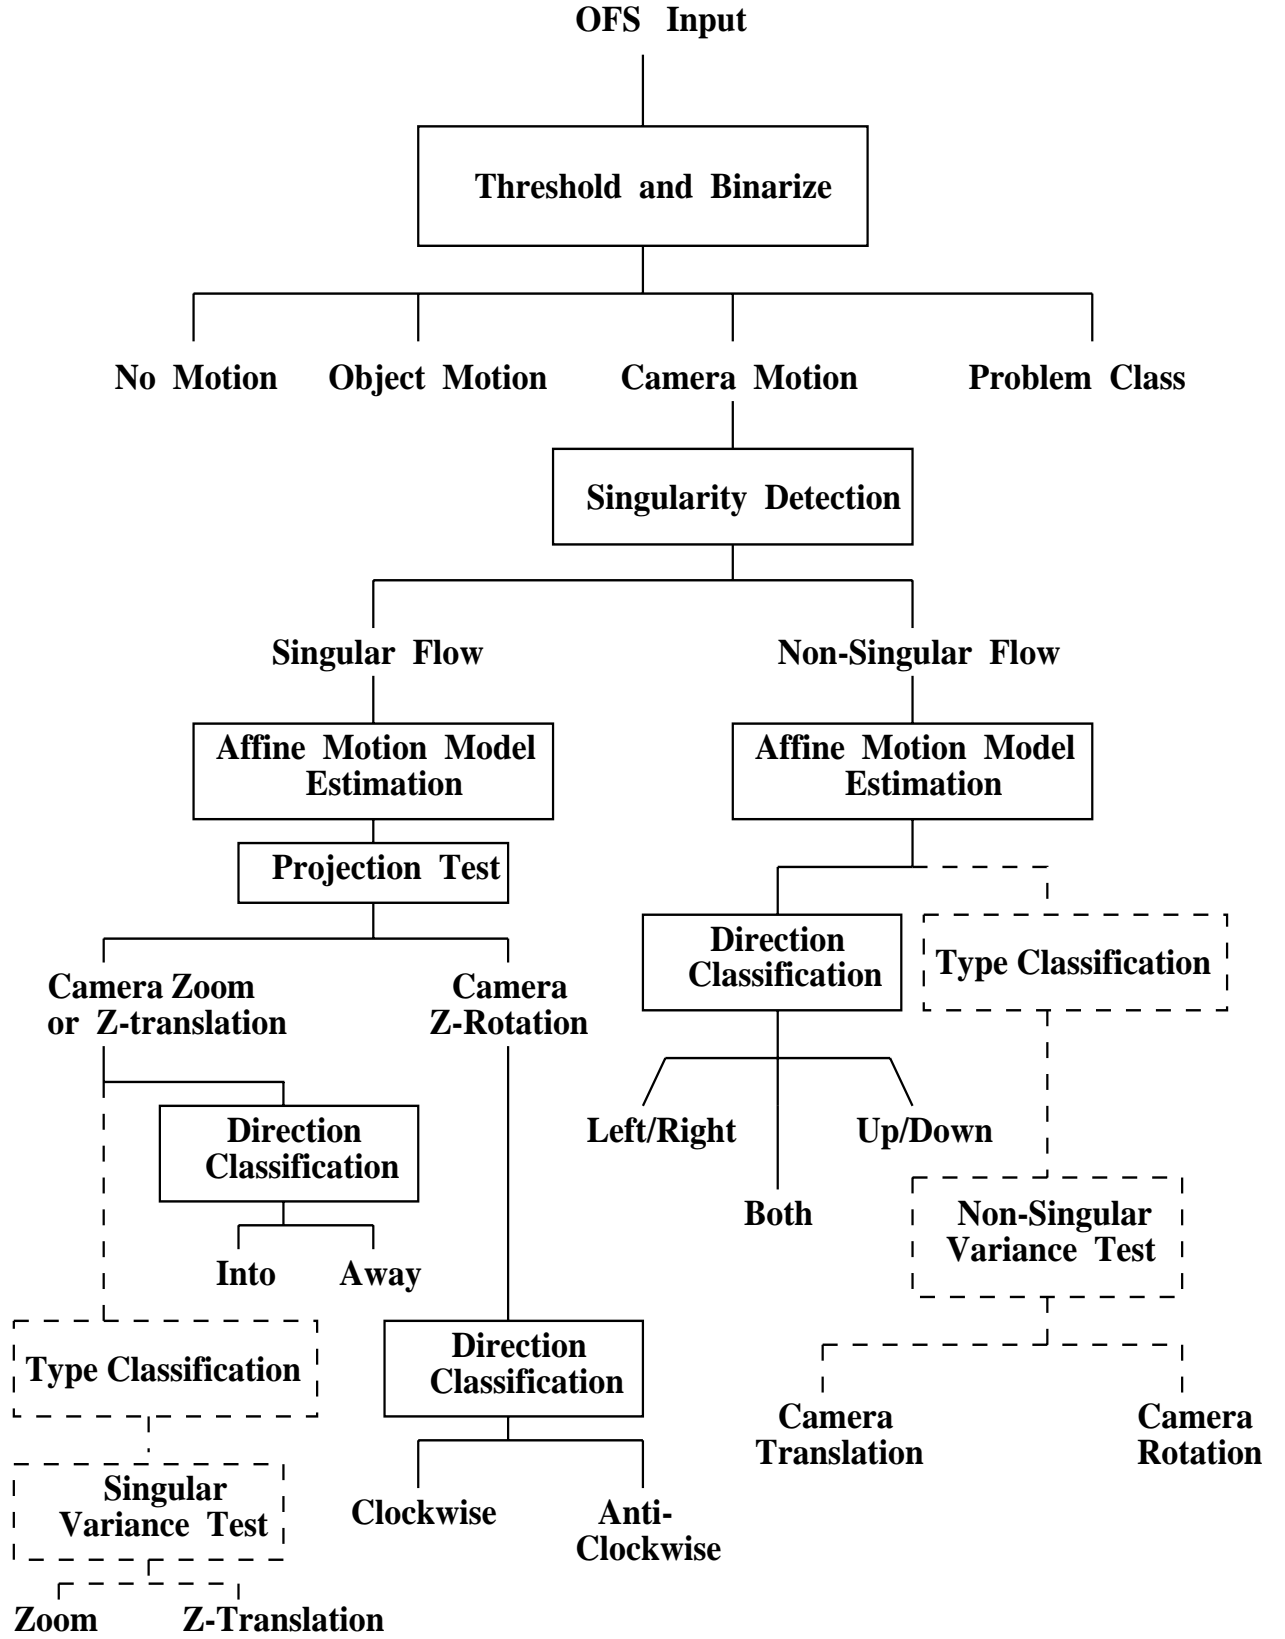 OFS Input
Threshold and Binarize
No Motion
Object Motion
Camera Motion
Problem Class
Singularity Detection
Singular Flow
Non-Singular Flow
Affine Motion Model
Estimation
Affine Motion Model
Estimation
Projection Test
Direction
Classification
Type Classification
Camera Zoom
or Z-translation
Camera
Z-Rotation
Direction
Classification
Left/Right
Up/Down
Both
Non-Singular
Variance Test
Into
Away
Type Classification
Direction
Classification
Camera
Translation
Camera
Rotation
Singular
Variance Test
Clockwise
Anti-
Clockwise
Zoom
Z-Translation